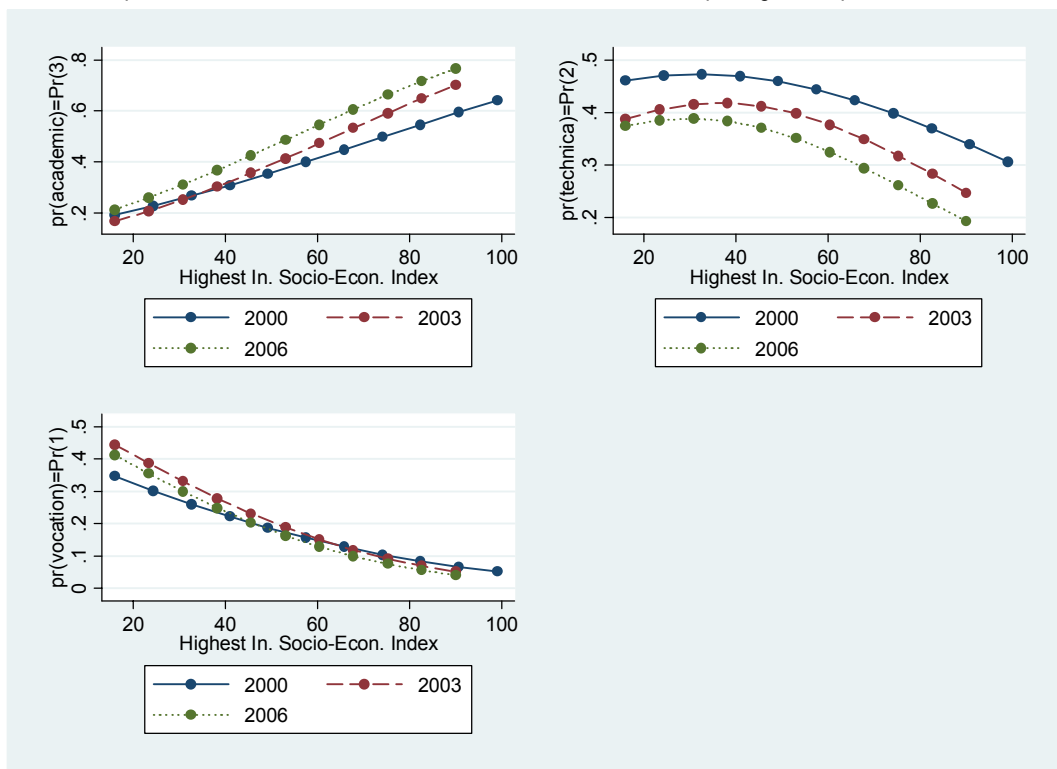 pr(academic)=Pr(3)
.2 .4 .6 .8
20 40 60 80 100
Highest In. Socio-Econ. Index
2000 2003
2006
pr(technica)=Pr(2)
.2 .3 .4 .5
20 40 60 80 100
Highest In. Socio-Econ. Index
2000 2003
2006
pr(vocation)=Pr(1)
0 .1 .2 .3 .4 .5
20 40 60 80 100
Highest In. Socio-Econ. Index
2000 2003
2006